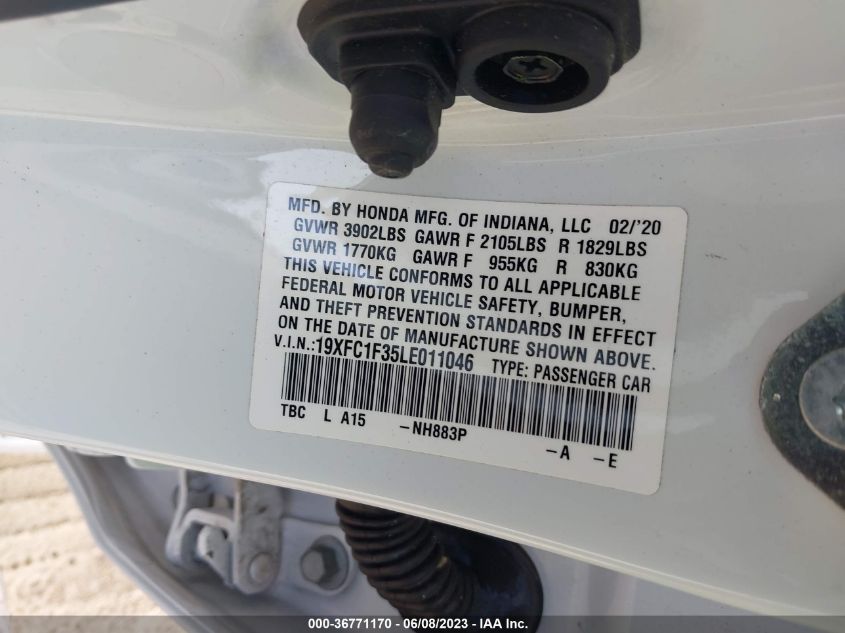 MFD. BY HONDA MFG. OF INDIANA, LLC 02/'20
GVWR 3902LBS GAWR F 2105LBS R 1829LBS
GVWR 1770KG GAWR F 955KG R 830KG
THIS VEHICLE CONFORMS TO ALL APPLICABLE
FEDERAL MOTOR VEHICLE SAFETY, BUMPER,
AND THEFT PREVENTION STANDARDS IN EFFECT
ON THE DATE OF MANUFACTURE SHOWN ABOVE.
V.I.N.:19XFC1F35LE011046 TYPE: PASSENGER CAR
TBC L A15 -NH883P
-A -E
000-36771170 - 06/08/2023 - IAA Inc.